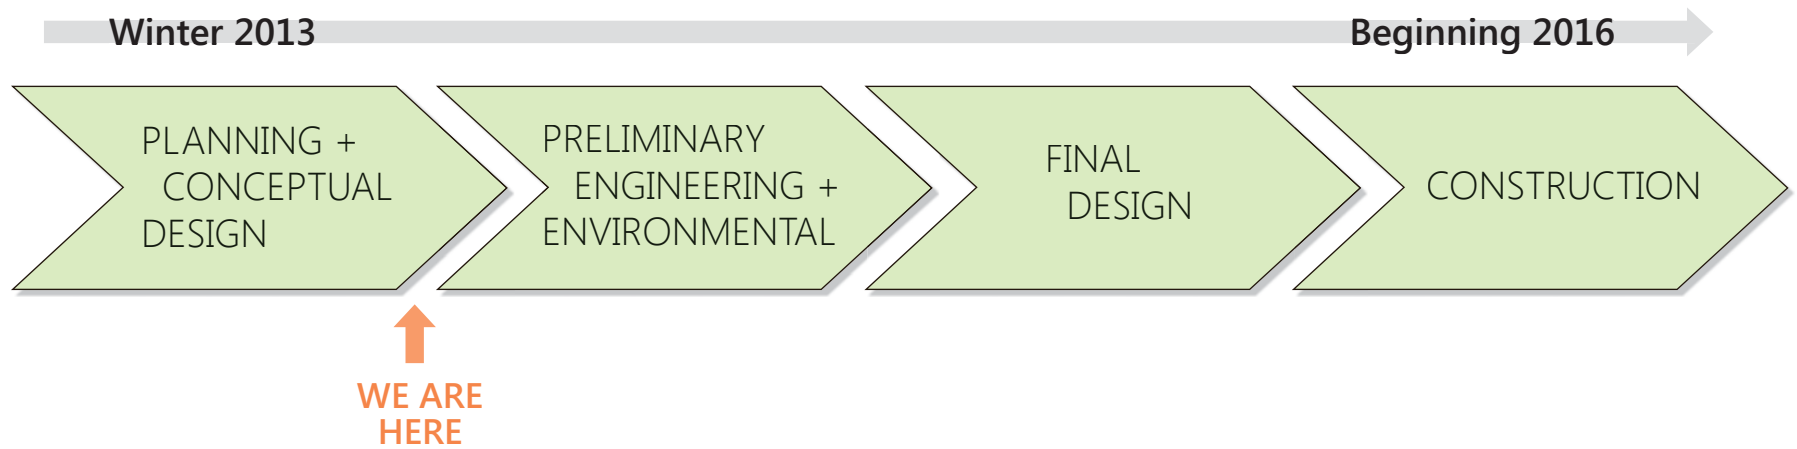 Winter 2013
Beginning 2016
PLANNING +
CONCEPTUAL
DESIGN
PRELIMINARY
ENGINEERING +
ENVIRONMENTAL
FINAL
DESIGN
CONSTRUCTION
WE ARE
HERE